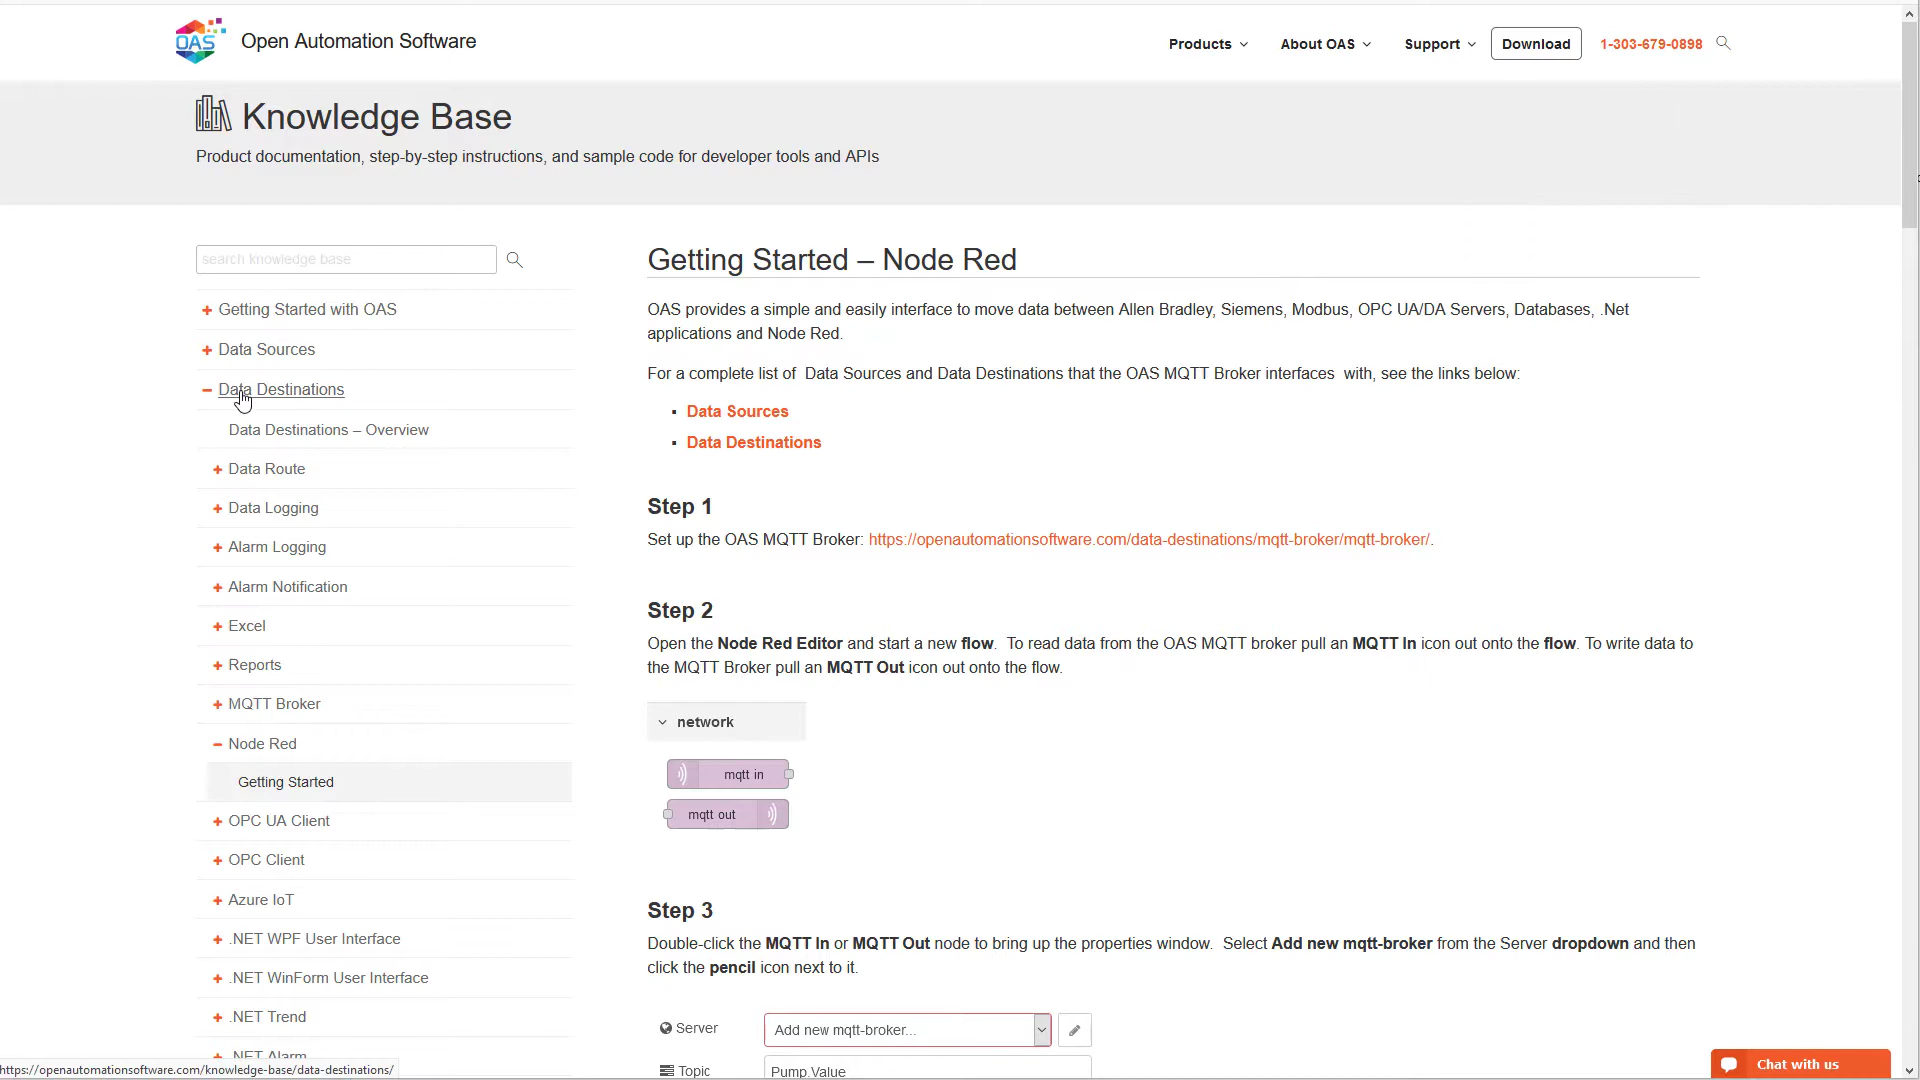 OAS Open Automation Software
Products
About OAS
Support
Download
1-303-679-0898
Knowledge Base
Product documentation, step-by-step instructions, and sample code for developer tools and APIs
search knowledge base
+ Getting Started with OAS
+ Data Sources
− Data Destinations
Data Destinations – Overview
+ Data Route
+ Data Logging
+ Alarm Logging
+ Alarm Notification
+ Excel
+ Reports
+ MQTT Broker
− Node Red
Getting Started
+ OPC UA Client
+ OPC Client
+ Azure IoT
+ .NET WPF User Interface
+ .NET WinForm User Interface
+ .NET Trend
+ .NET Alarm
https://openautomationsoftware.com/knowledge-base/data-destinations/
Getting Started – Node Red
OAS provides a simple and easily interface to move data between Allen Bradley, Siemens, Modbus, OPC UA/DA Servers, Databases, .Net
applications and Node Red.
For a complete list of Data Sources and Data Destinations that the OAS MQTT Broker interfaces with, see the links below:
▪ Data Sources
▪ Data Destinations
Step 1
Set up the OAS MQTT Broker: https://openautomationsoftware.com/data-destinations/mqtt-broker/mqtt-broker/.
Step 2
Open the Node Red Editor and start a new flow. To read data from the OAS MQTT broker pull an MQTT In icon out onto the flow. To write data to
the MQTT Broker pull an MQTT Out icon out onto the flow.
network
mqtt in
mqtt out
Step 3
Double-click the MQTT In or MQTT Out node to bring up the properties window. Select Add new mqtt-broker from the Server dropdown and then
click the pencil icon next to it.
Server Add new mqtt-broker...
Topic Pump.Value
Chat with us